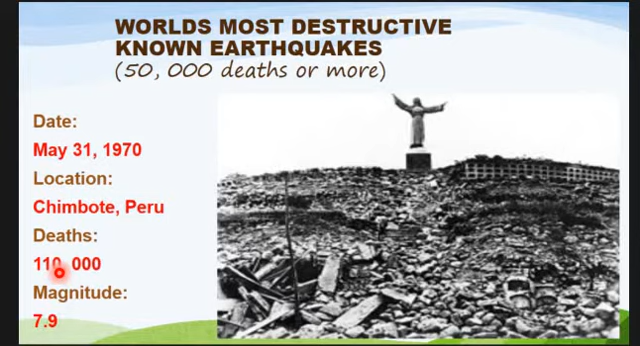 WORLDS MOST DESTRUCTIVE
KNOWN EARTHQUAKES
(50, 000 deaths or more)
Date:
May 31, 1970
Location:
Chimbote, Peru
Deaths:
110, 000
Magnitude:
7.9